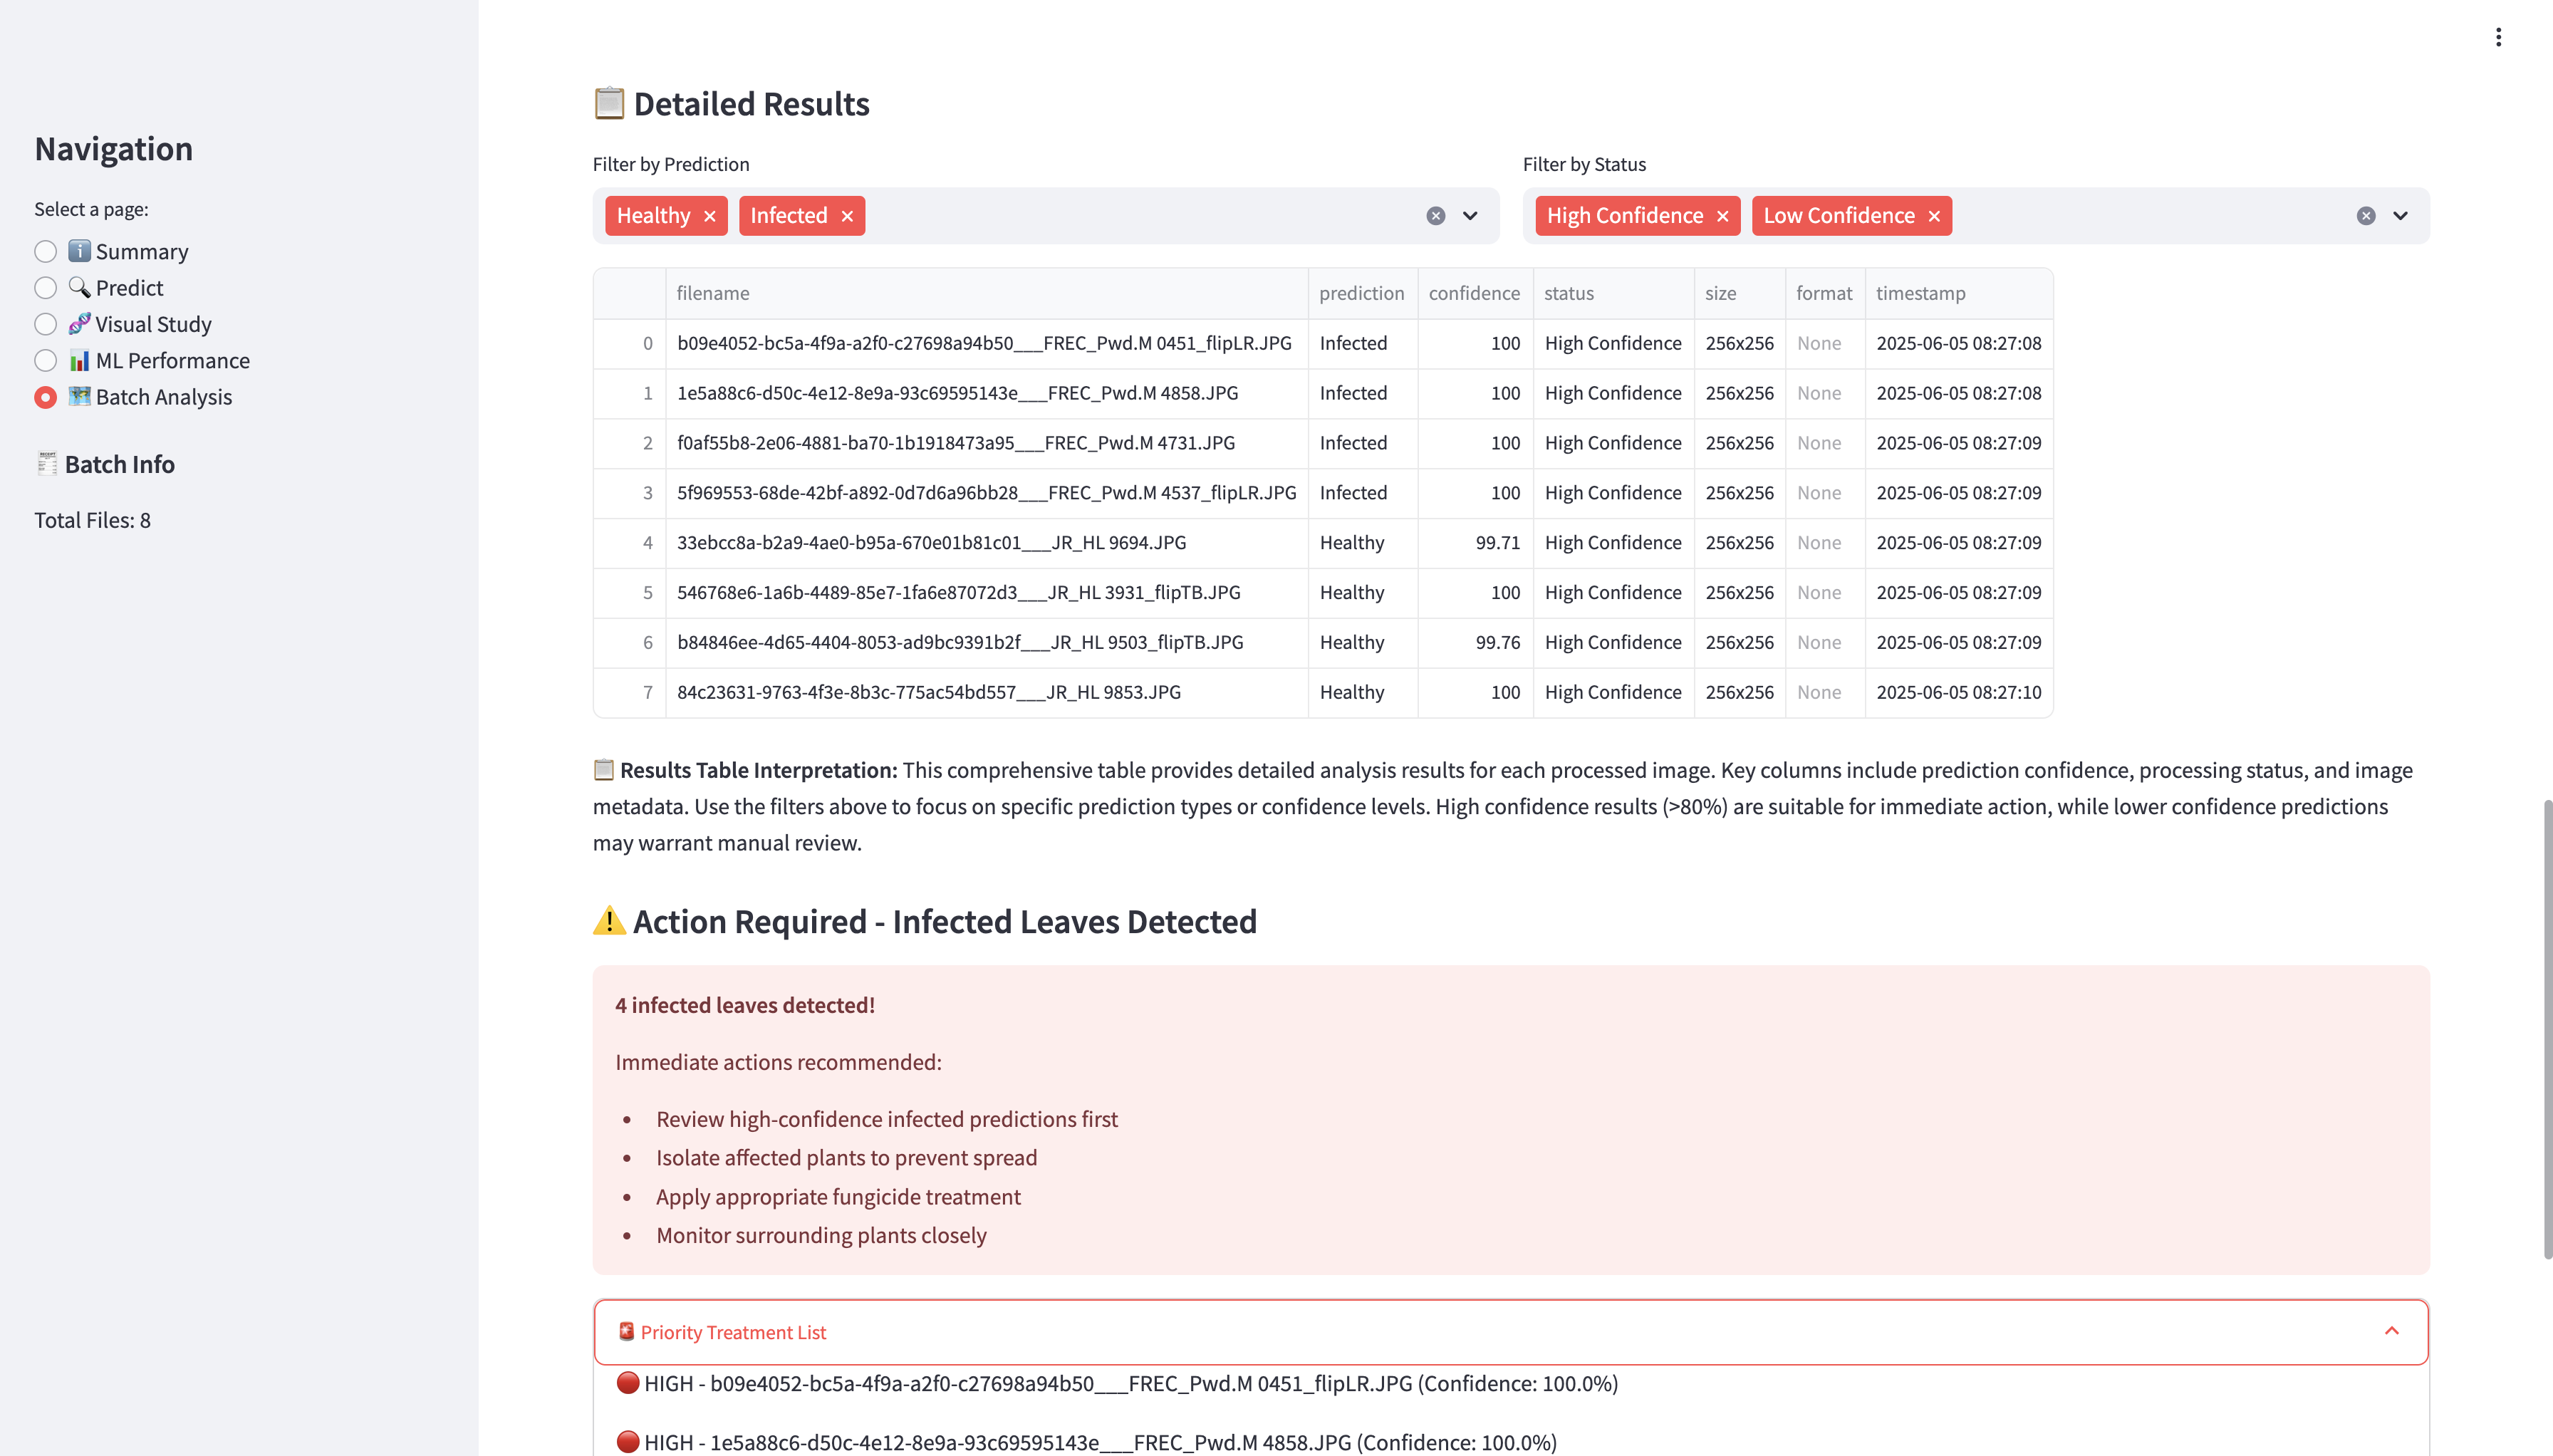 Navigation
Select a page:
Summary
Predict
Visual Study
ML Performance
Batch Analysis
Batch Info
Total Files: 8
Detailed Results
Filter by Prediction
Filter by Status
Healthy
Infected
High Confidence
Low Confidence
filename prediction confidence status size format timestamp
0 b09e4052-bc5a-4f9a-a2f0-c27698a94b50___FREC_Pwd.M 0451_flipLR.JPG Infected 100 High Confidence 256x256 None 2025-06-05 08:27:08
1 1e5a88c6-d50c-4e12-8e9a-93c69595143e___FREC_Pwd.M 4858.JPG Infected 100 High Confidence 256x256 None 2025-06-05 08:27:08
2 f0af55b8-2e06-4881-ba70-1b1918473a95___FREC_Pwd.M 4731.JPG Infected 100 High Confidence 256x256 None 2025-06-05 08:27:09
3 5f969553-68de-42bf-a892-0d7d6a96bb28___FREC_Pwd.M 4537_flipLR.JPG Infected 100 High Confidence 256x256 None 2025-06-05 08:27:09
4 33ebcc8a-b2a9-4ae0-b95a-670e01b81c01___JR_HL 9694.JPG Healthy 99.71 High Confidence 256x256 None 2025-06-05 08:27:09
5 546768e6-1a6b-4489-85e7-1fa6e87072d3___JR_HL 3931_flipTB.JPG Healthy 100 High Confidence 256x256 None 2025-06-05 08:27:09
6 b84846ee-4d65-4404-8053-ad9bc9391b2f___JR_HL 9503_flipTB.JPG Healthy 99.76 High Confidence 256x256 None 2025-06-05 08:27:09
7 84c23631-9763-4f3e-8b3c-775ac54bd557___JR_HL 9853.JPG Healthy 100 High Confidence 256x256 None 2025-06-05 08:27:10
Results Table Interpretation: This comprehensive table provides detailed analysis results for each processed image. Key columns include prediction confidence, processing status, and image
metadata. Use the filters above to focus on specific prediction types or confidence levels. High confidence results (>80%) are suitable for immediate action, while lower confidence predictions
may warrant manual review.
Action Required - Infected Leaves Detected
4 infected leaves detected!
Immediate actions recommended:
• Review high-confidence infected predictions first
• Isolate affected plants to prevent spread
• Apply appropriate fungicide treatment
• Monitor surrounding plants closely
Priority Treatment List
HIGH - b09e4052-bc5a-4f9a-a2f0-c27698a94b50___FREC_Pwd.M 0451_flipLR.JPG (Confidence: 100.0%)
HIGH - 1e5a88c6-d50c-4e12-8e9a-93c69595143e___FREC_Pwd.M 4858.JPG (Confidence: 100.0%)